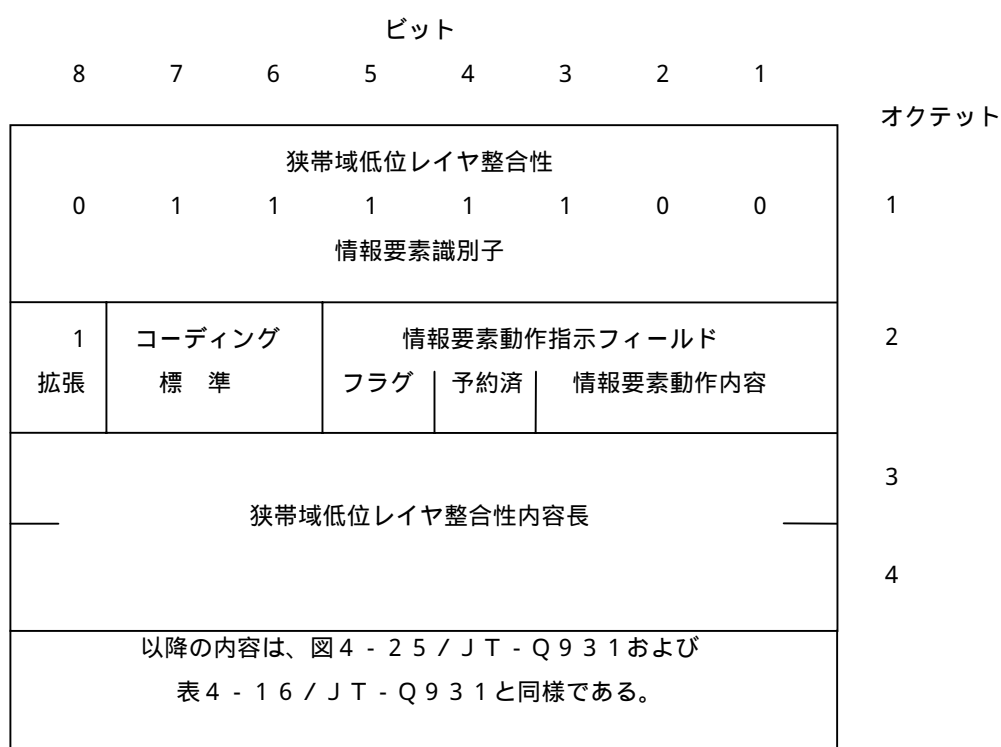 ビット
8 7 6 5 4 3 2 1
オクテット
狭帯域低位レイヤ整合性
0 1 1 1 1 1 0 0 1
情報要素識別子
1 コーディング 情報要素動作指示フィールド 2
拡張 標 準 フラグ 予約済 情報要素動作内容
3
狭帯域低位レイヤ整合性内容長
4
以降の内容は、図4-25/JT-Q931および
表4-16/JT-Q931と同様である。